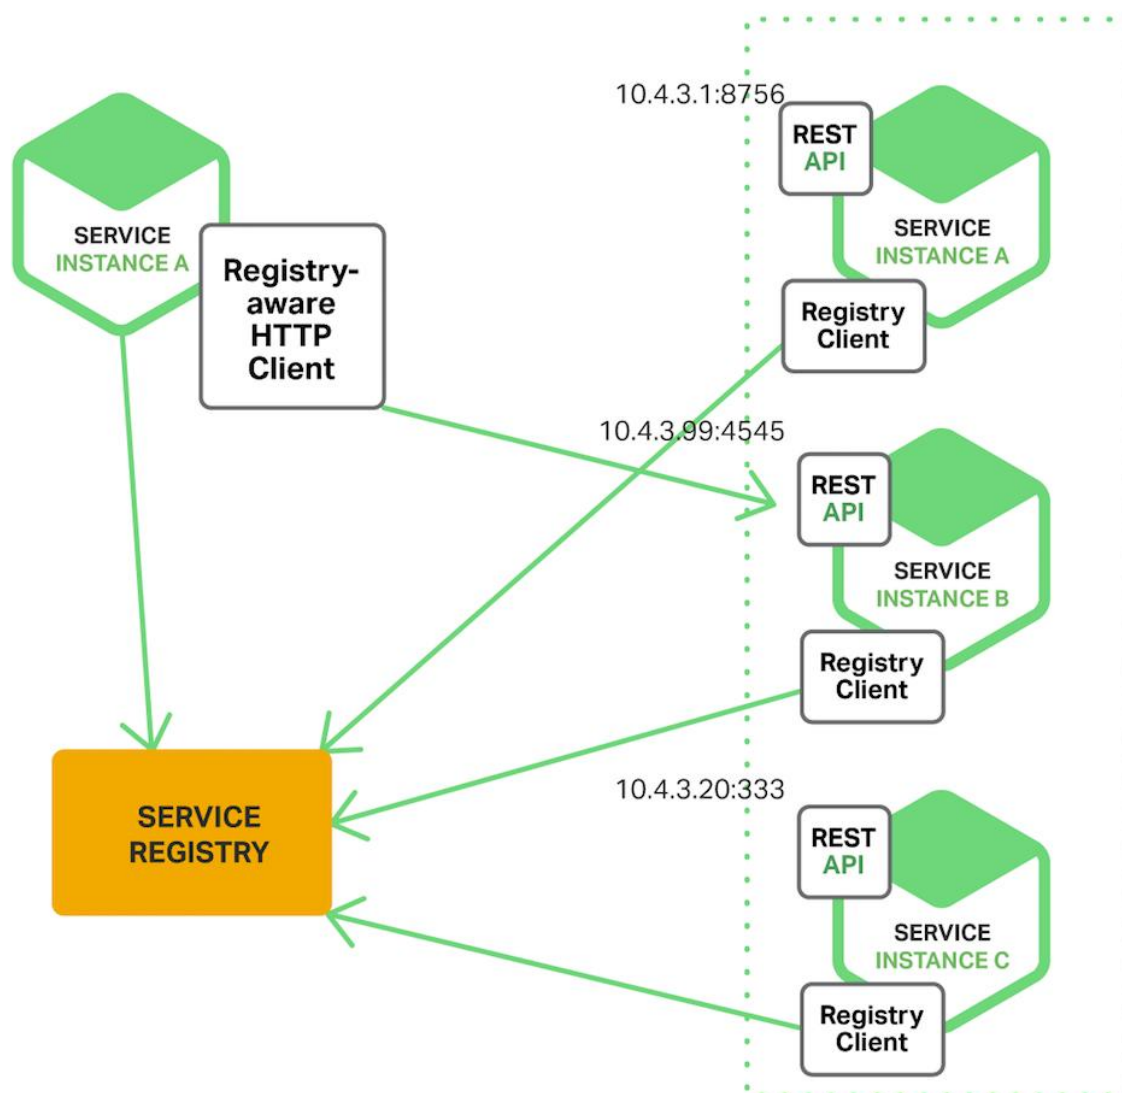 SERVICE
INSTANCE A
Registry-
aware
HTTP
Client
SERVICE
REGISTRY
10.4.3.1:8756
REST
API
SERVICE
INSTANCE A
Registry
Client
10.4.3.99:4545
REST
API
SERVICE
INSTANCE B
Registry
Client
10.4.3.20:333
REST
API
SERVICE
INSTANCE C
Registry
Client